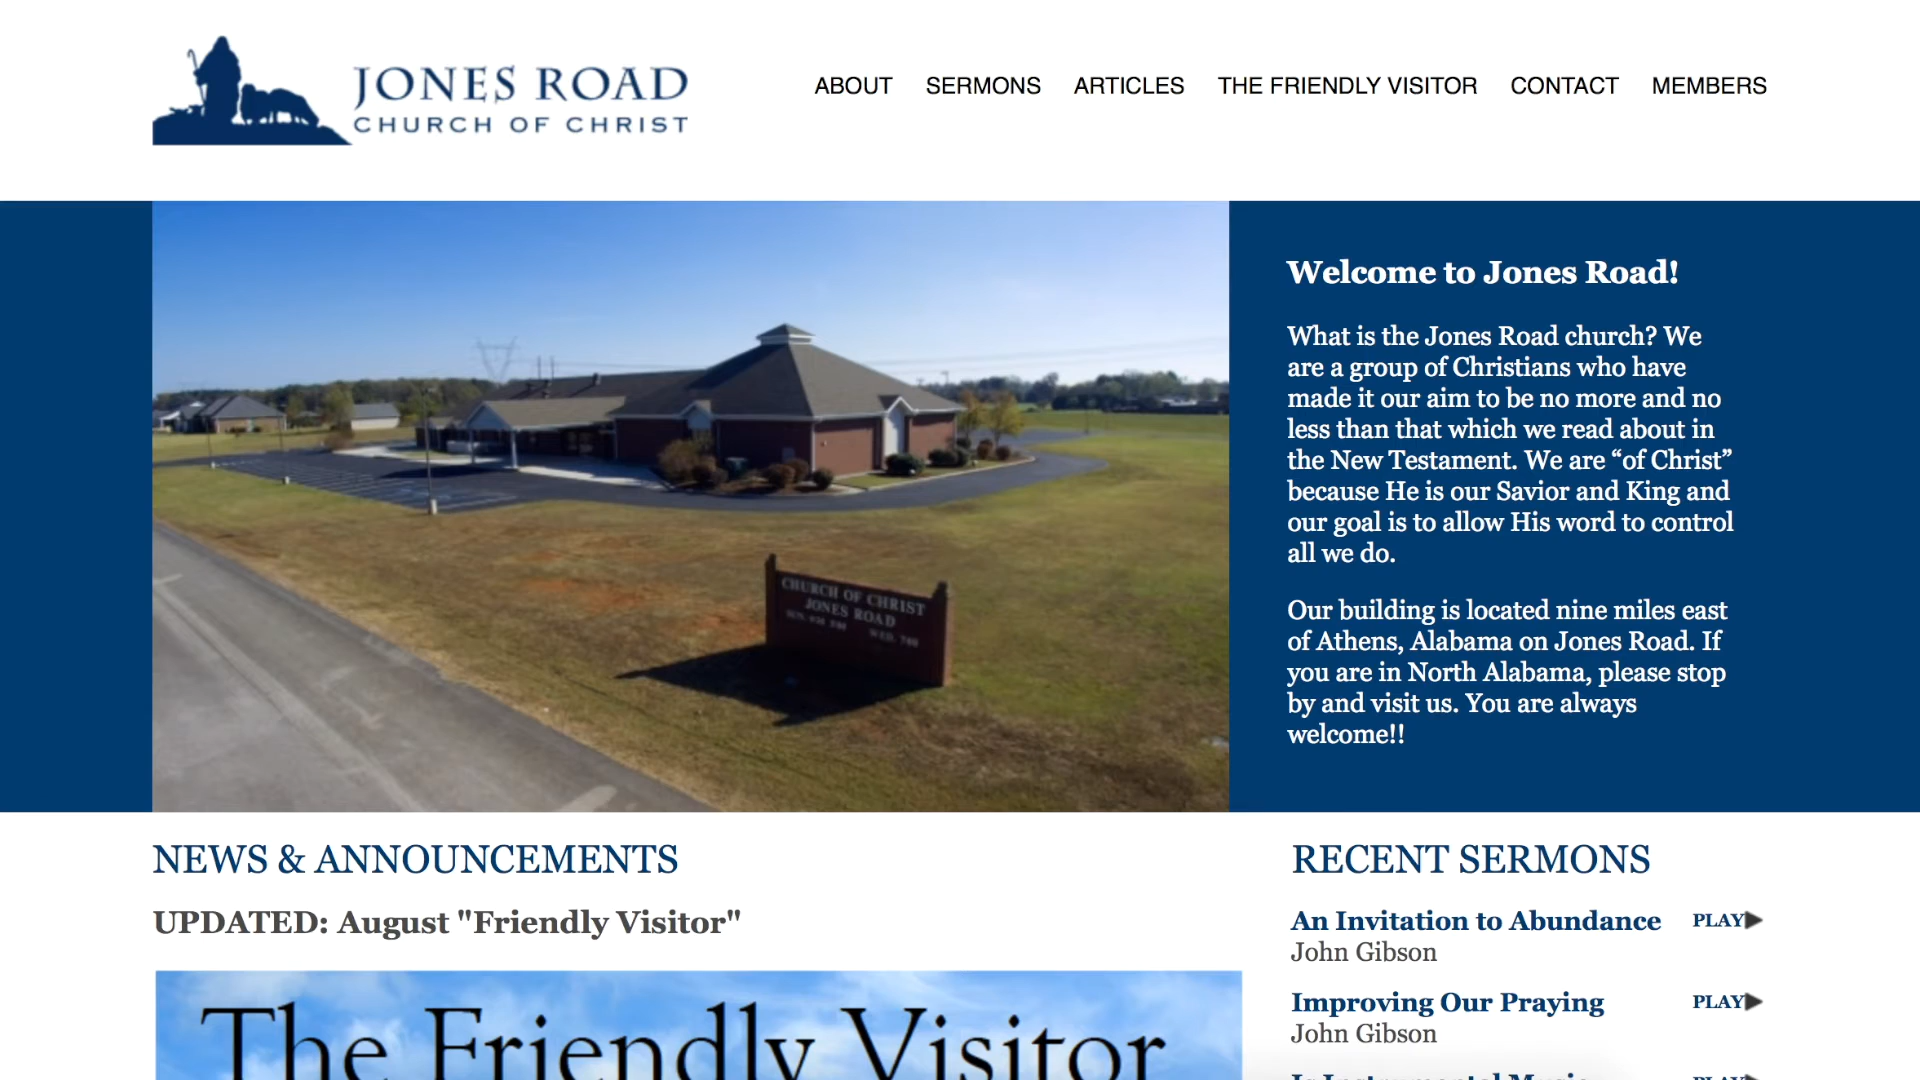 JONES ROAD
CHURCH OF CHRIST
ABOUT SERMONS ARTICLES THE FRIENDLY VISITOR CONTACT MEMBERS
CHURCH OF CHRIST
JONES ROAD
Welcome to Jones Road!
What is the Jones Road church? We
are a group of Christians who have
made it our aim to be no more and no
less than that which we read about in
the New Testament. We are “of Christ”
because He is our Savior and King and
our goal is to allow His word to control
all we do.
Our building is located nine miles east
of Athens, Alabama on Jones Road. If
you are in North Alabama, please stop
by and visit us. You are always
welcome!!
NEWS & ANNOUNCEMENTS
UPDATED: August "Friendly Visitor"
The Friendly Visitor
RECENT SERMONS
An Invitation to Abundance PLAY
John Gibson
Improving Our Praying PLAY
John Gibson
Is Instrumental Music PLAY